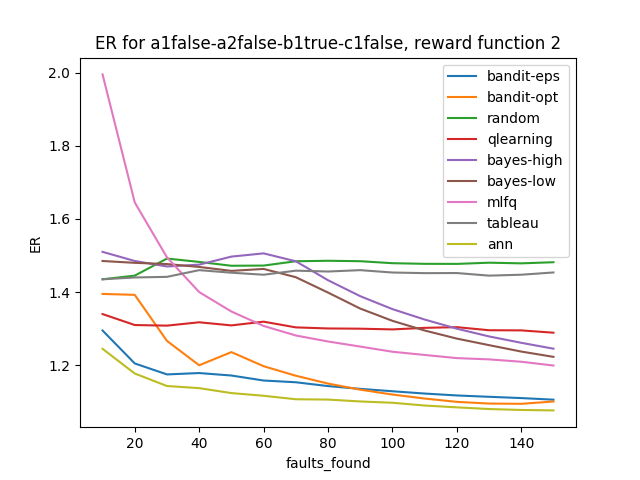 ER for a1false-a2false-b1true-c1false, reward function 2
2.0
1.8
1.6
1.4
1.2
ER
bandit-eps
bandit-opt
random
qlearning
bayes-high
bayes-low
mlfq
tableau
ann
20 40 60 80 100 120 140
faults_found